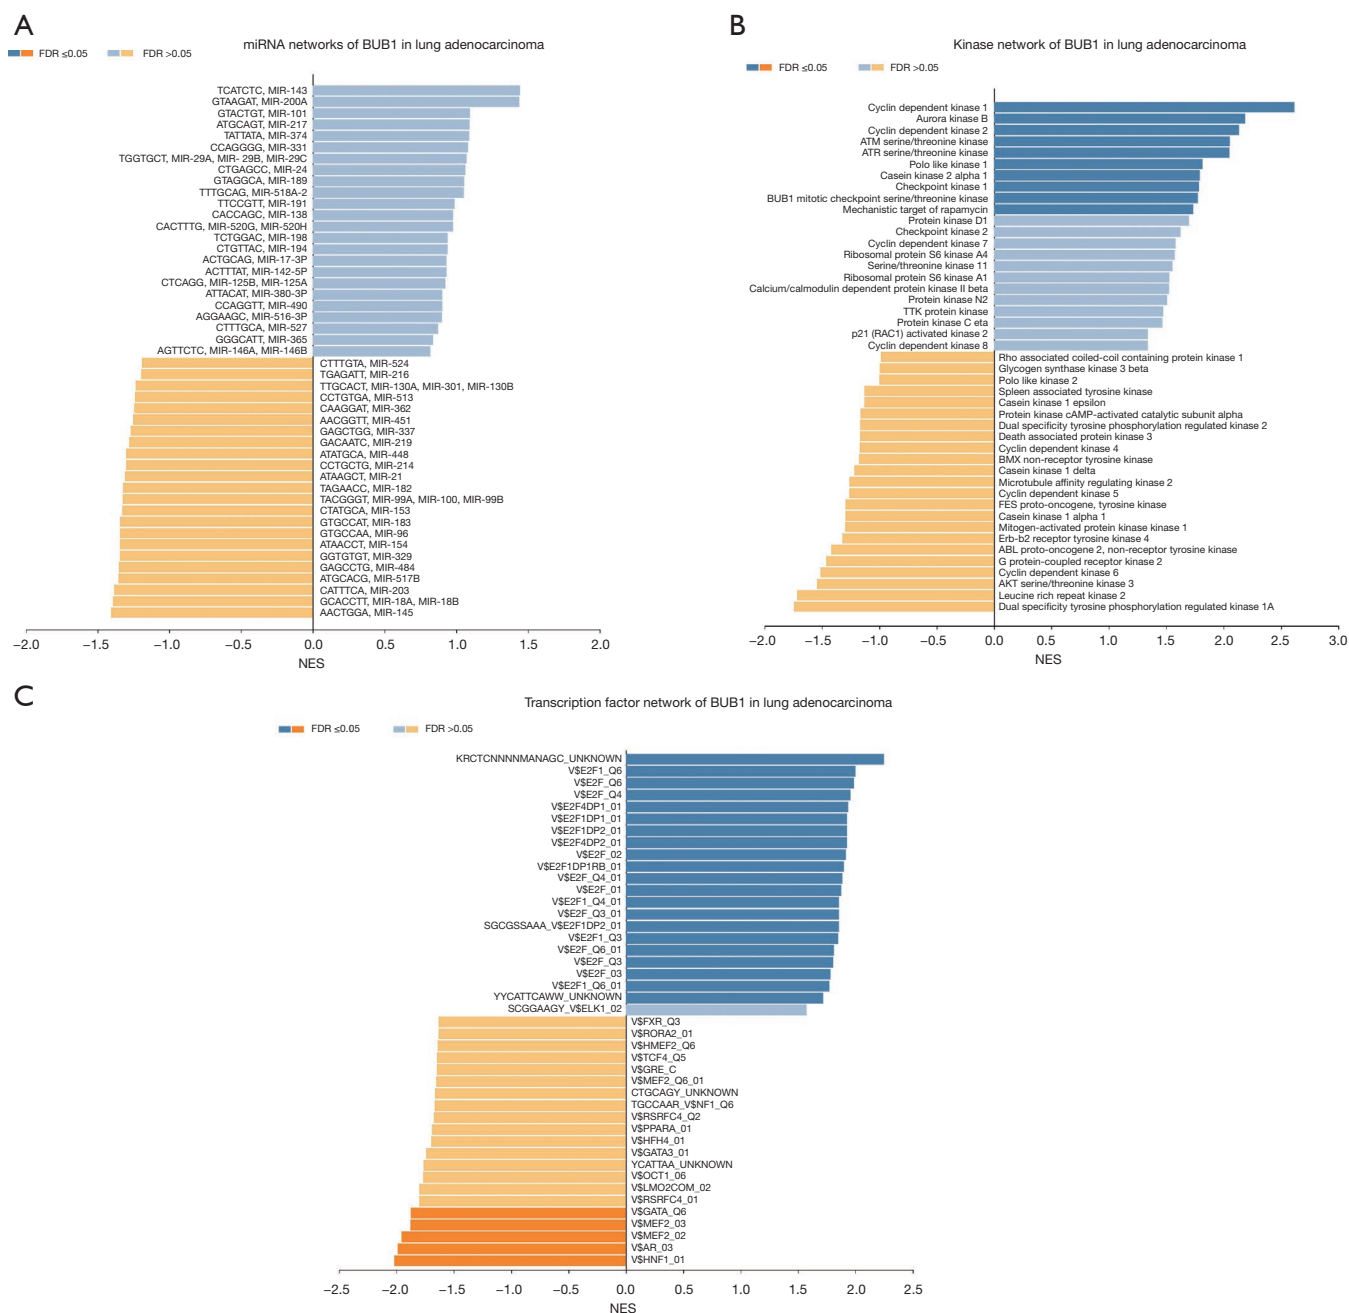 A
miRNA networks of BUB1 in lung adenocarcinoma
FDR ≤0.05
FDR >0.05
TCATCTC, MIR-143
GTAAGAT, MIR-200A
GTACTGT, MIR-101
ATGCAGT, MIR-217
TATTATA, MIR-374
CCAGGGG, MIR-331
TGGTGCT, MIR-29A, MIR- 29B, MIR-29C
CTGAGCC, MIR-24
GTAGGCA, MIR-189
TTTGCAG, MIR-518A-2
TTCCGTT, MIR-191
CACCAGC, MIR-138
CACTTTG, MIR-520G, MIR-520H
TCTGGAC, MIR-198
CTGTTAC, MIR-194
ACTGCAG, MIR-17-3P
ACTTTAT, MIR-142-5P
CTCAGG, MIR-125B, MIR-125A
ATTACAT, MIR-380-3P
CCAGGTT, MIR-490
AGGAAGC, MIR-516-3P
CTTTGCA, MIR-527
GGGCATT, MIR-365
AGTTCTC, MIR-146A, MIR-146B
CTTTGTA, MIR-524
TGAGATT, MIR-216
TTGCACT, MIR-130A, MIR-301, MIR-130B
CCTGTGA, MIR-513
CAAGGAT, MIR-362
AACGGTT, MIR-451
GAGCTGG, MIR-337
GACAATC, MIR-219
ATATGCA, MIR-448
CCTGCTG, MIR-214
ATAAGCT, MIR-21
TAGAACC, MIR-182
TACGGGT, MIR-99A, MIR-100, MIR-99B
CTATGCA, MIR-153
GTGCCAT, MIR-183
GTGCCAA, MIR-96
ATAACCT, MIR-154
GGTGTGT, MIR-329
GAGCCTG, MIR-484
ATGCACG, MIR-517B
CATTTCA, MIR-203
GCACCTT, MIR-18A, MIR-18B
AACTGGA, MIR-145
−2.0 −1.5 −1.0 −0.5 0.0 0.5 1.0 1.5 2.0
NES
B
Kinase network of BUB1 in lung adenocarcinoma
FDR ≤0.05
FDR >0.05
Cyclin dependent kinase 1
Aurora kinase B
Cyclin dependent kinase 2
ATM serine/threonine kinase
ATR serine/threonine kinase
Polo like kinase 1
Casein kinase 2 alpha 1
Checkpoint kinase 1
BUB1 mitotic checkpoint serine/threonine kinase
Mechanistic target of rapamycin
Protein kinase D1
Checkpoint kinase 2
Cyclin dependent kinase 7
Ribosomal protein S6 kinase A4
Serine/threonine kinase 11
Ribosomal protein S6 kinase A1
Calcium/calmodulin dependent protein kinase II beta
Protein kinase N2
TTK protein kinase
Protein kinase C eta
p21 (RAC1) activated kinase 2
Cyclin dependent kinase 8
Rho associated coiled-coil containing protein kinase 1
Glycogen synthase kinase 3 beta
Polo like kinase 2
Spleen associated tyrosine kinase
Casein kinase 1 epsilon
Protein kinase cAMP-activated catalytic subunit alpha
Dual specificity tyrosine phosphorylation regulated kinase 2
Death associated protein kinase 3
Cyclin dependent kinase 4
BMX non-receptor tyrosine kinase
Casein kinase 1 delta
Microtubule affinity regulating kinase 2
Cyclin dependent kinase 5
FES proto-oncogene, tyrosine kinase
Casein kinase 1 alpha 1
Mitogen-activated protein kinase kinase 1
Erb-b2 receptor tyrosine kinase 4
ABL proto-oncogene 2, non-receptor tyrosine kinase
G protein-coupled receptor kinase 2
Cyclin dependent kinase 6
AKT serine/threonine kinase 3
Leucine rich repeat kinase 2
Dual specificity tyrosine phosphorylation regulated kinase 1A
−2.0 −1.5 −1.0 −0.5 0.0 0.5 1.0 1.5 2.0 2.5 3.0
NES
C
Transcription factor network of BUB1 in lung adenocarcinoma
FDR ≤0.05
FDR >0.05
KRCTCNNNNMANAGC_UNKNOWN
V$E2F1_Q6
V$E2F_Q6
V$E2F_Q4
V$E2F4DP1_01
V$E2F1DP1_01
V$E2F1DP2_01
V$E2F4DP2_01
V$E2F_02
V$E2F1DP1RB_01
V$E2F_Q4_01
V$E2F_01
V$E2F1_Q4_01
V$E2F_Q3_01
SGCGSSAAA_V$E2F1DP2_01
V$E2F1_Q3
V$E2F_Q6_01
V$E2F_Q3
V$E2F_03
V$E2F1_Q6_01
YYCATTCAWW_UNKNOWN
SCGGAAGY_V$ELK1_02
V$FXR_Q3
V$RORA2_01
V$HMEF2_Q6
V$TCF4_Q5
V$GRE_C
V$MEF2_Q6_01
CTGCAGY_UNKNOWN
TGCCAAR_V$NF1_Q6
V$RSRFC4_Q2
V$PPARA_01
V$HFH4_01
V$GATA3_01
YCATTAA_UNKNOWN
V$OCT1_06
V$LMO2COM_02
V$RSRFC4_01
V$GATA_Q6
V$MEF2_03
V$MEF2_02
V$AR_03
V$HNF1_01
−2.5 −2.0 −1.5 −1.0 −0.5 0.0 0.5 1.0 1.5 2.0 2.5
NES